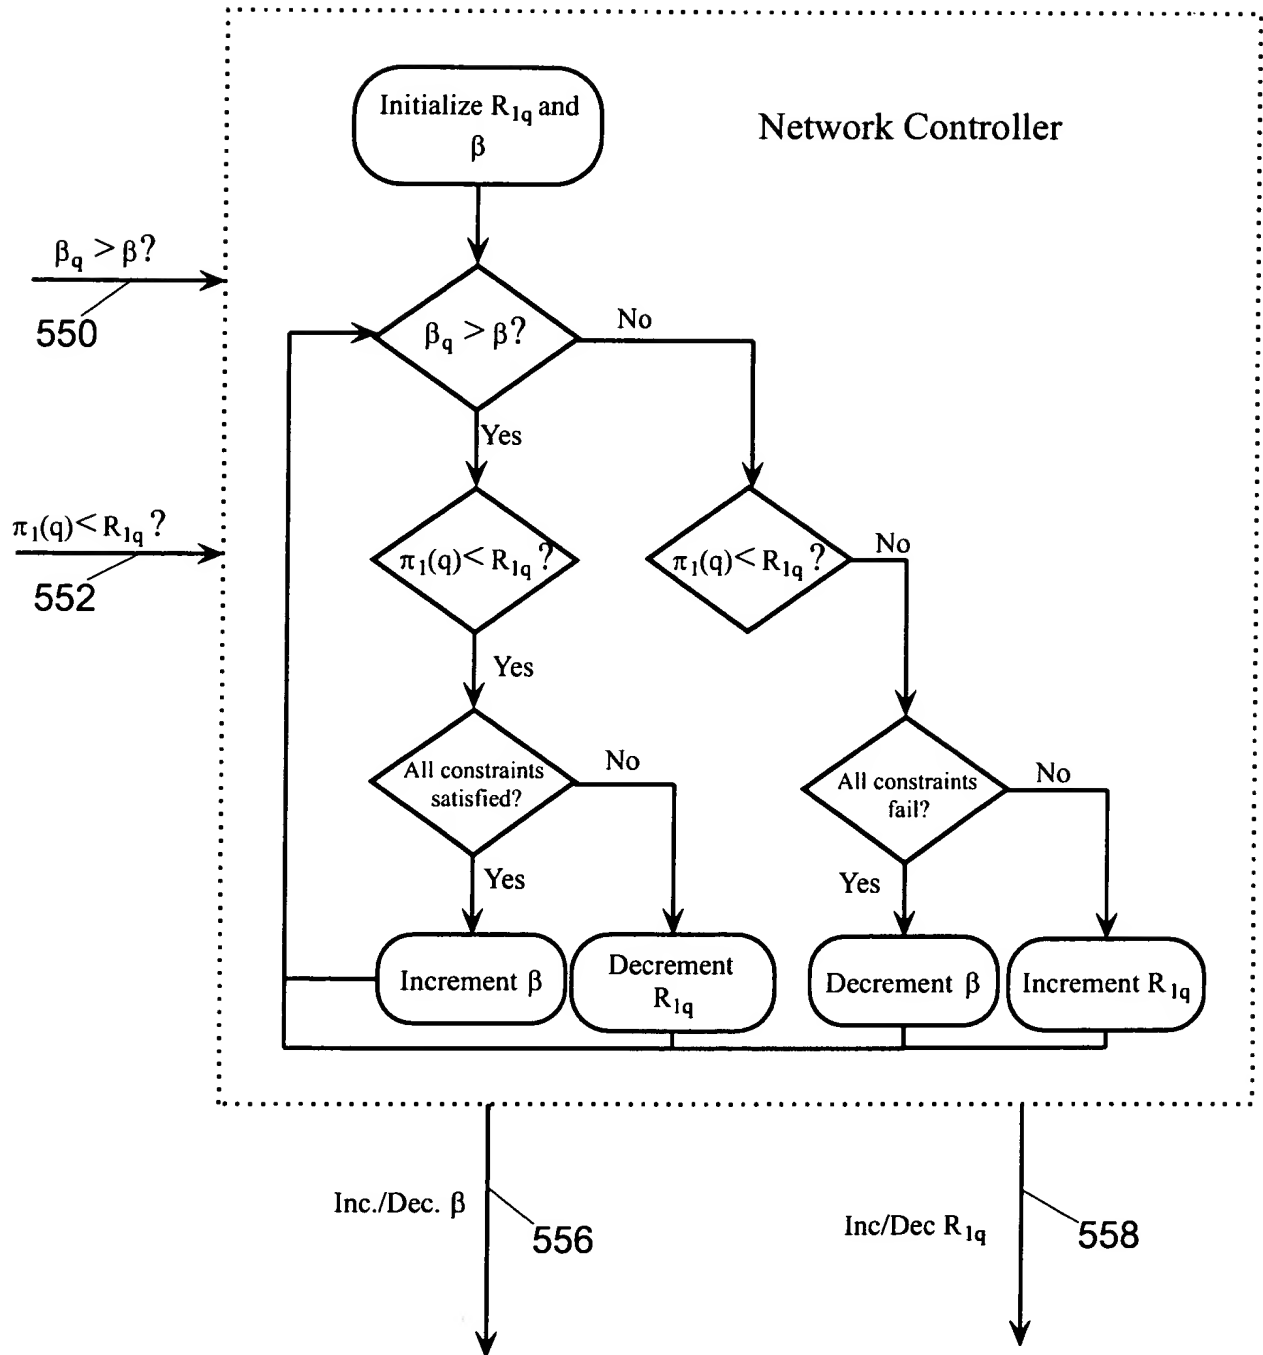 Initialize R1q and
β
Network Controller
βq > β?
550
βq > β?
No
Yes
π1(q)< R1q ?
552
π1(q)< R1q ?
π1(q)< R1q ?
No
Yes
All constraints
satisfied?
No
All constraints
fail?
No
Yes
Yes
Increment β
Decrement
R1q
Decrement β
Increment R1q
Inc./Dec. β
556
Inc/Dec R1q
558